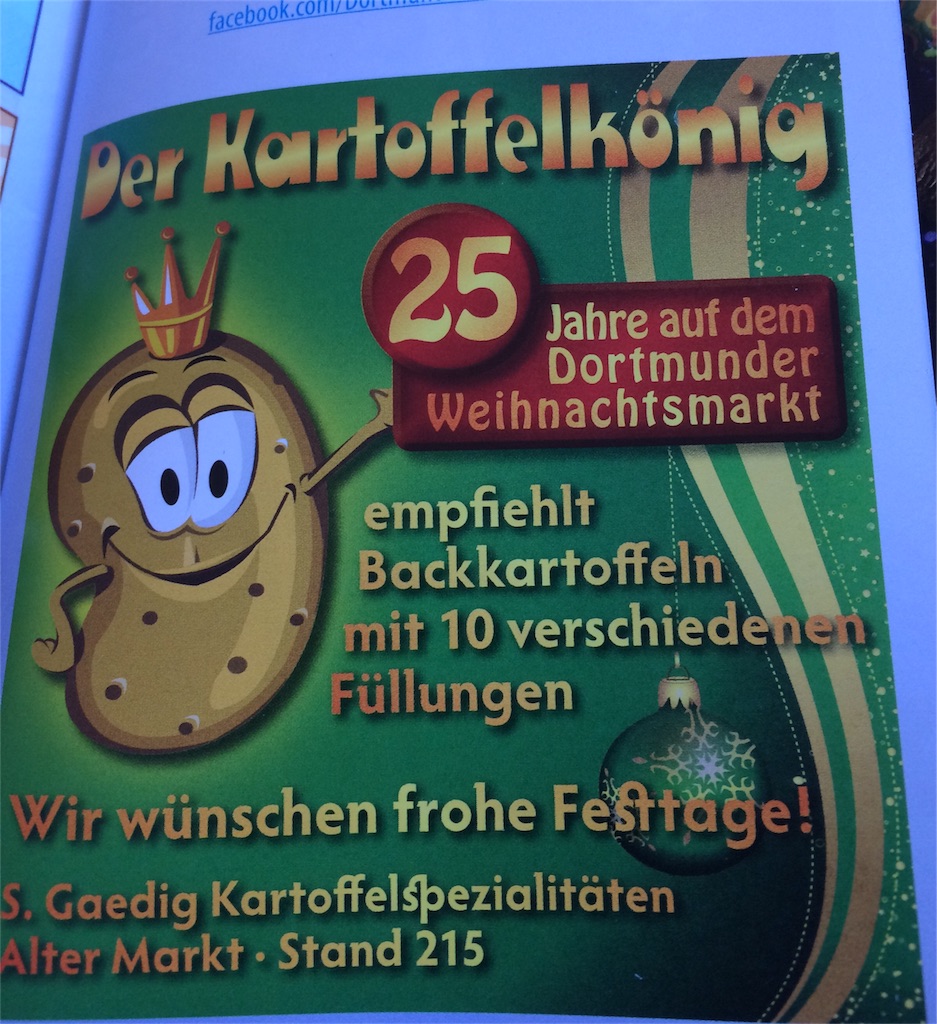 facebook.com/Dortmun
Der Kartoffelkönig
25
Jahre auf dem
Dortmunder
Weihnachtsmarkt
empfiehlt
Backkartoffeln
mit 10 verschiedenen
Füllungen
Wir wünschen frohe Festtage!
S. Gaedig Kartoffelspezialitäten
Alter Markt · Stand 215